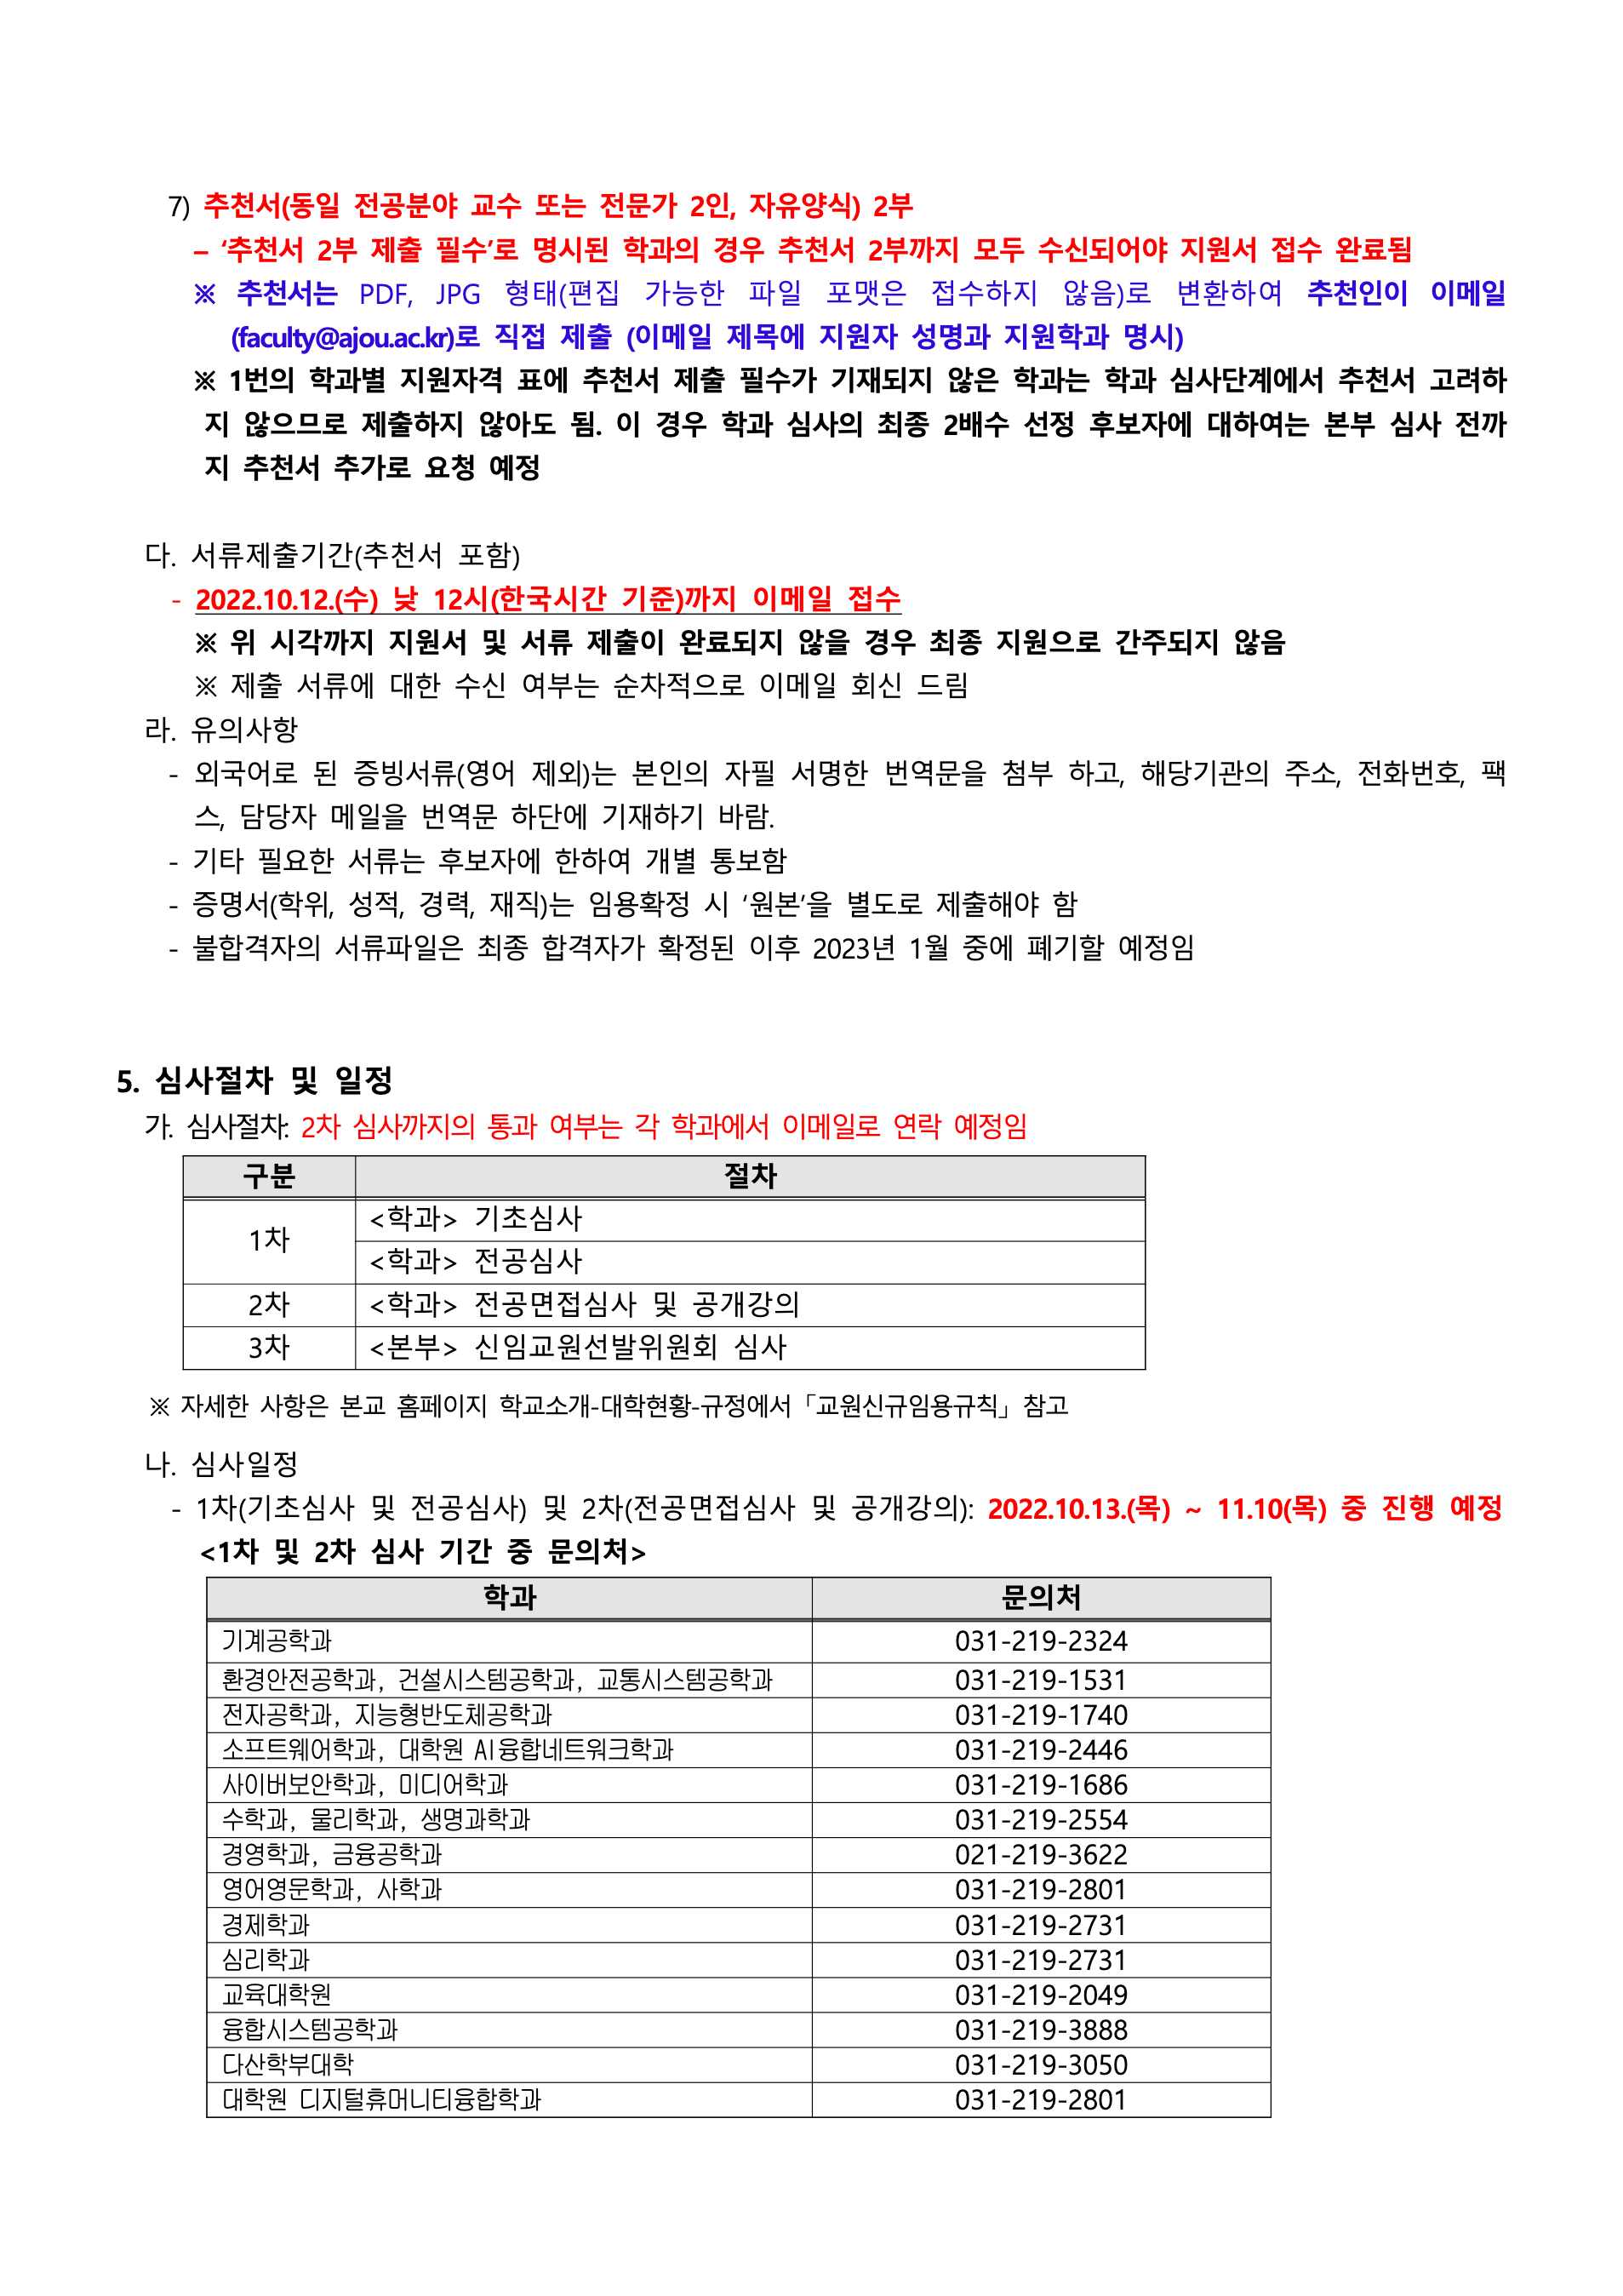 7) 추천서(동일 전공분야 교수 또는 전문가 2인, 자유양식) 2부
– ‘추천서 2부 제출 필수’로 명시된 학과의 경우 추천서 2부까지 모두 수신되어야 지원서 접수 완료됨
※ 추천서는 PDF, JPG 형태(편집 가능한 파일 포맷은 접수하지 않음)로 변환하여 추천인이 이메일
(faculty@ajou.ac.kr)로 직접 제출 (이메일 제목에 지원자 성명과 지원학과 명시)
※ 1번의 학과별 지원자격 표에 추천서 제출 필수가 기재되지 않은 학과는 학과 심사단계에서 추천서 고려하
지 않으므로 제출하지 않아도 됨. 이 경우 학과 심사의 최종 2배수 선정 후보자에 대하여는 본부 심사 전까
지 추천서 추가로 요청 예정
다. 서류제출기간(추천서 포함)
- 2022.10.12.(수) 낮 12시(한국시간 기준)까지 이메일 접수
※ 위 시각까지 지원서 및 서류 제출이 완료되지 않을 경우 최종 지원으로 간주되지 않음
※ 제출 서류에 대한 수신 여부는 순차적으로 이메일 회신 드림
라. 유의사항
- 외국어로 된 증빙서류(영어 제외)는 본인의 자필 서명한 번역문을 첨부 하고, 해당기관의 주소, 전화번호, 팩
스, 담당자 메일을 번역문 하단에 기재하기 바람.
- 기타 필요한 서류는 후보자에 한하여 개별 통보함
- 증명서(학위, 성적, 경력, 재직)는 임용확정 시 ‘원본’을 별도로 제출해야 함
- 불합격자의 서류파일은 최종 합격자가 확정된 이후 2023년 1월 중에 폐기할 예정임
5. 심사절차 및 일정
가. 심사절차: 2차 심사까지의 통과 여부는 각 학과에서 이메일로 연락 예정임
구분 절차
1차 <학과> 기초심사
<학과> 전공심사
2차 <학과> 전공면접심사 및 공개강의
3차 <본부> 신임교원선발위원회 심사
※ 자세한 사항은 본교 홈페이지 학교소개-대학현황-규정에서「교원신규임용규칙」참고
나. 심사일정
- 1차(기초심사 및 전공심사) 및 2차(전공면접심사 및 공개강의): 2022.10.13.(목) ~ 11.10(목) 중 진행 예정
<1차 및 2차 심사 기간 중 문의처>
학과 문의처
기계공학과 031-219-2324
환경안전공학과, 건설시스템공학과, 교통시스템공학과 031-219-1531
전자공학과, 지능형반도체공학과 031-219-1740
소프트웨어학과, 대학원 AI융합네트워크학과 031-219-2446
사이버보안학과, 미디어학과 031-219-1686
수학과, 물리학과, 생명과학과 031-219-2554
경영학과, 금융공학과 021-219-3622
영어영문학과, 사학과 031-219-2801
경제학과 031-219-2731
심리학과 031-219-2731
교육대학원 031-219-2049
융합시스템공학과 031-219-3888
다산학부대학 031-219-3050
대학원 디지털휴머니티융합학과 031-219-2801